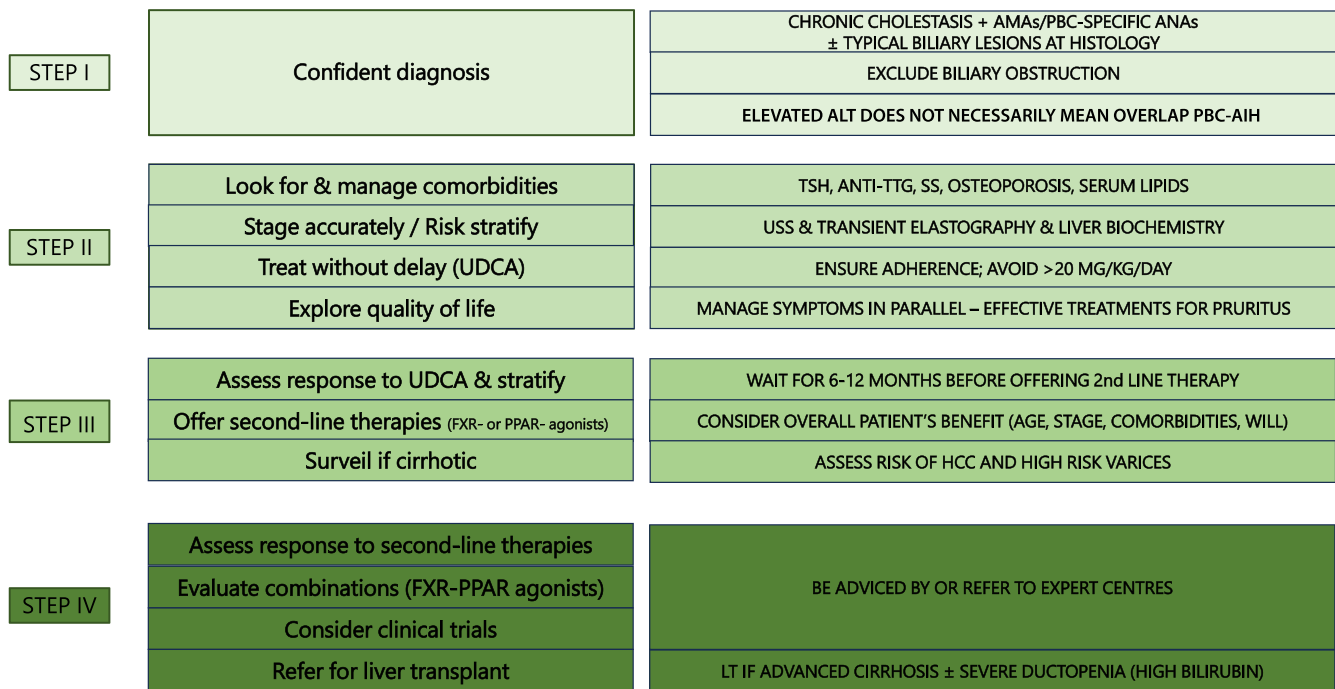 STEP I
Confident diagnosis
CHRONIC CHOLESTASIS + AMAs/PBC-SPECIFIC ANAs
± TYPICAL BILIARY LESIONS AT HISTOLOGY
EXCLUDE BILIARY OBSTRUCTION
ELEVATED ALT DOES NOT NECESSARILY MEAN OVERLAP PBC-AIH
STEP II
Look for & manage comorbidities
TSH, ANTI-TTG, SS, OSTEOPOROSIS, SERUM LIPIDS
Stage accurately / Risk stratify
USS & TRANSIENT ELASTOGRAPHY & LIVER BIOCHEMISTRY
Treat without delay (UDCA)
ENSURE ADHERENCE; AVOID >20 MG/KG/DAY
Explore quality of life
MANAGE SYMPTOMS IN PARALLEL – EFFECTIVE TREATMENTS FOR PRURITUS
STEP III
Assess response to UDCA & stratify
WAIT FOR 6-12 MONTHS BEFORE OFFERING 2nd LINE THERAPY
Offer second-line therapies (FXR- or PPAR- agonists)
CONSIDER OVERALL PATIENT'S BENEFIT (AGE, STAGE, COMORBIDITIES, WILL)
Surveil if cirrhotic
ASSESS RISK OF HCC AND HIGH RISK VARICES
STEP IV
Assess response to second-line therapies
Evaluate combinations (FXR-PPAR agonists)
Consider clinical trials
BE ADVICED BY OR REFER TO EXPERT CENTRES
Refer for liver transplant
LT IF ADVANCED CIRRHOSIS ± SEVERE DUCTOPENIA (HIGH BILIRUBIN)